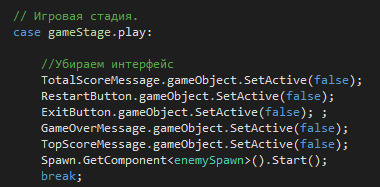 // Игровая стадия.
case gameStage.play:
//Убираем интерфейс
TotalScoreMessage.gameObject.SetActive(false);
RestartButton.gameObject.SetActive(false);
ExitButton.gameObject.SetActive(false); ;
GameOverMessage.gameObject.SetActive(false);
TopScoreMessage.gameObject.SetActive(false);
Spawn.GetComponent<enemySpawn>().Start();
break;